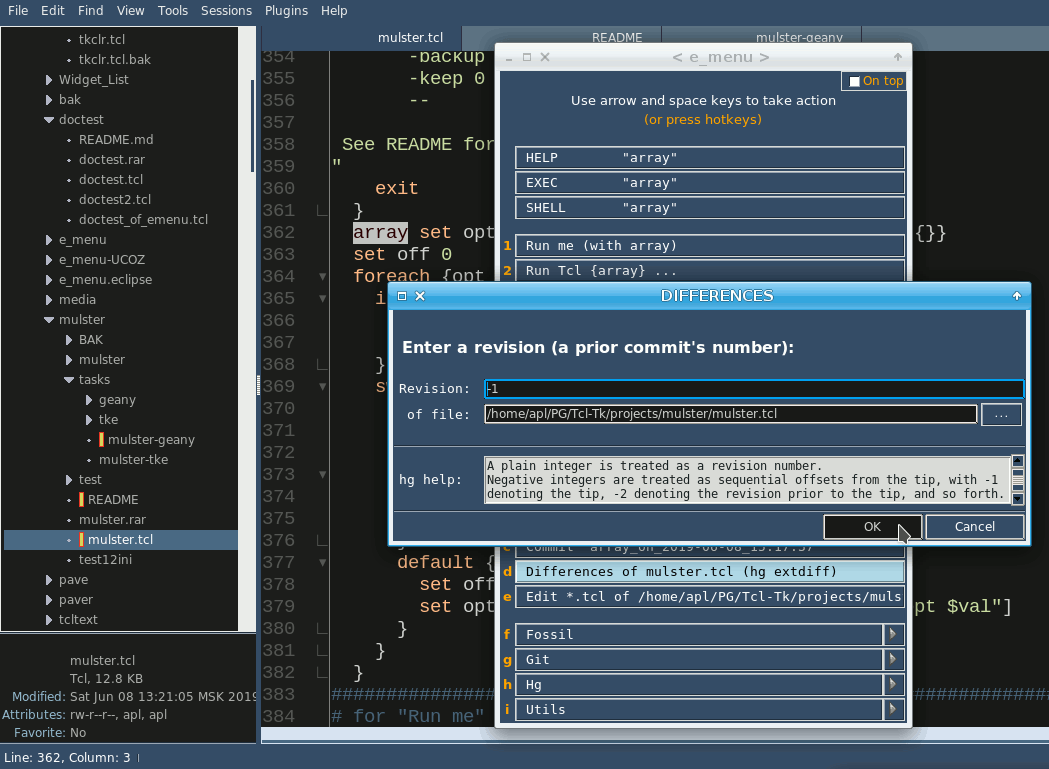 File Edit Find View Tools Sessions Plugins Help
tkclr.tcl
tkclr.tcl.bak
Widget_List
bak
doctest
README.md
doctest.rar
doctest.tcl
doctest2.tcl
doctest_of_emenu.tcl
e_menu
e_menu-UCOZ
e_menu.eclipse
media
mulster
BAK
mulster
tasks
geany
tke
mulster-geany
mulster-tke
test
README
mulster.rar
mulster.tcl
test12ini
pave
paver
tcltext
mulster.tcl
Tcl, 12.8 KB
Modified: Sat Jun 08 13:21:05 MSK 2019
Attributes: rw-r--r--, apl, apl
Favorite: No
Line: 362, Column: 3
mulster.tcl README mulster-geany
354 -backup
355 -keep 0
356 --
357
358 See README for
359 "
360 exit
361 }
362 array set opt {}}
363 set off 0
364 foreach {opt
365 i
366
367
368 }
369 s
370
371
372
373
374
375
376
377 default {
378 set off
379 set opt pt $val"]
380 }
381 }
382 }
383 ################################
384 # for "Run me"
< e_menu >
On top
Use arrow and space keys to take action
(or press hotkeys)
HELP "array"
EXEC "array"
SHELL "array"
1 Run me (with array)
2 Run Tcl {array} ...
DIFFERENCES
Enter a revision (a prior commit's number):
Revision: -1
of file: /home/apl/PG/Tcl-Tk/projects/mulster/mulster.tcl ...
hg help:
A plain integer is treated as a revision number.
Negative integers are treated as sequential offsets from the tip, with -1
denoting the tip, -2 denoting the revision prior to the tip, and so forth.
OK Cancel
c Commit "array_on_2019-06-08_13:17:37"
d Differences of mulster.tcl (hg extdiff)
e Edit *.tcl of /home/apl/PG/Tcl-Tk/projects/muls
f Fossil
g Git
h Hg
i Utils